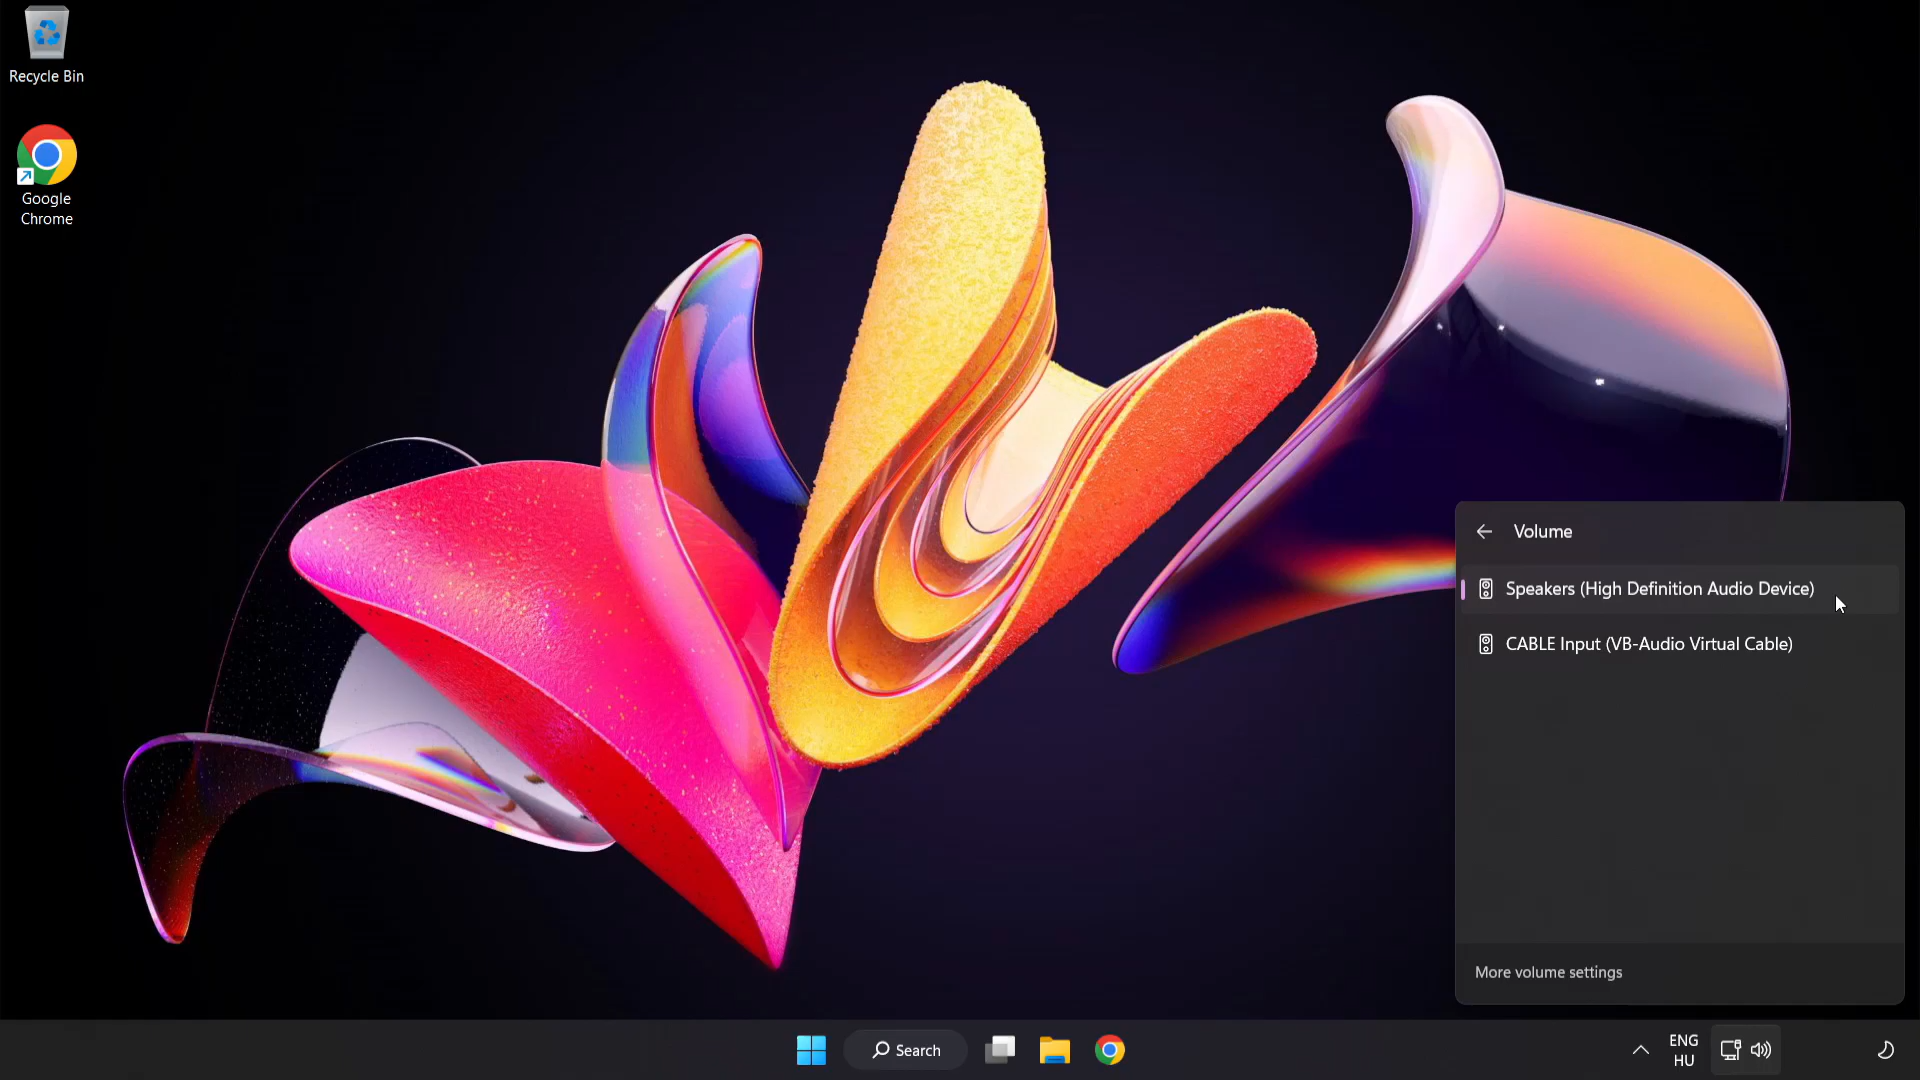 Recycle Bin
Google
Chrome
Volume
Speakers (High Definition Audio Device)
CABLE Input (VB-Audio Virtual Cable)
More volume settings
Search
ENG
HU